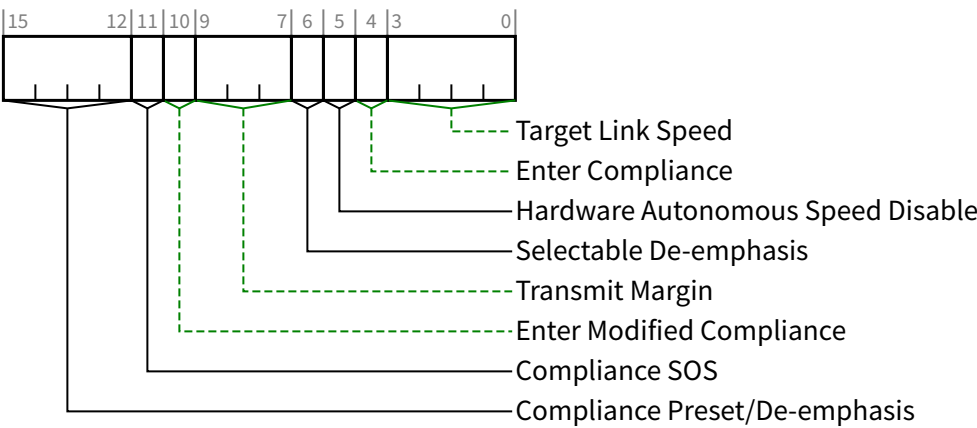 15 12 11 10 9 7 6 5 4 3 0
Target Link Speed
Enter Compliance
Hardware Autonomous Speed Disable
Selectable De-emphasis
Transmit Margin
Enter Modified Compliance
Compliance SOS
Compliance Preset/De-emphasis